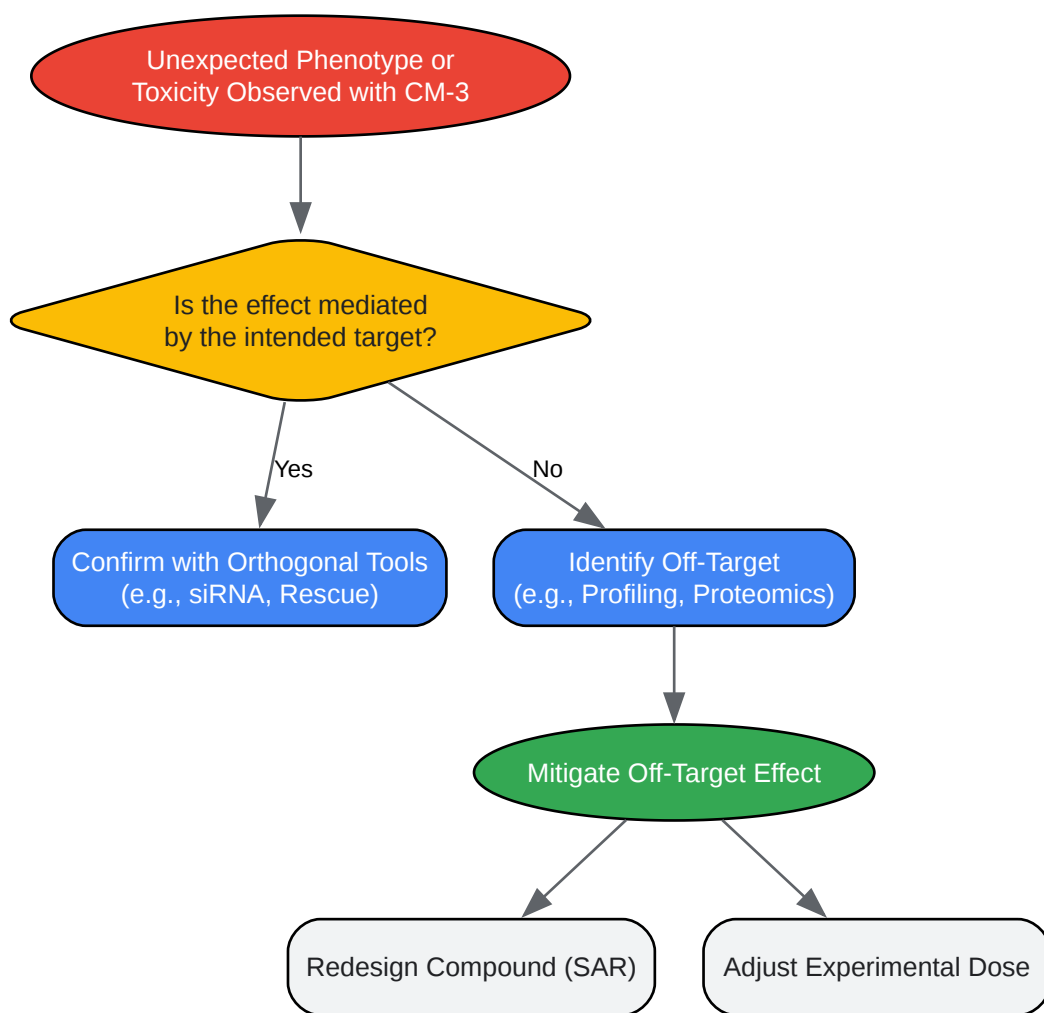 Unexpected Phenotype or
Toxicity Observed with CM-3
Is the effect mediated
by the intended target?
Yes
No
Confirm with Orthogonal Tools
(e.g., siRNA, Rescue)
Identify Off-Target
(e.g., Profiling, Proteomics)
Mitigate Off-Target Effect
Redesign Compound (SAR)
Adjust Experimental Dose